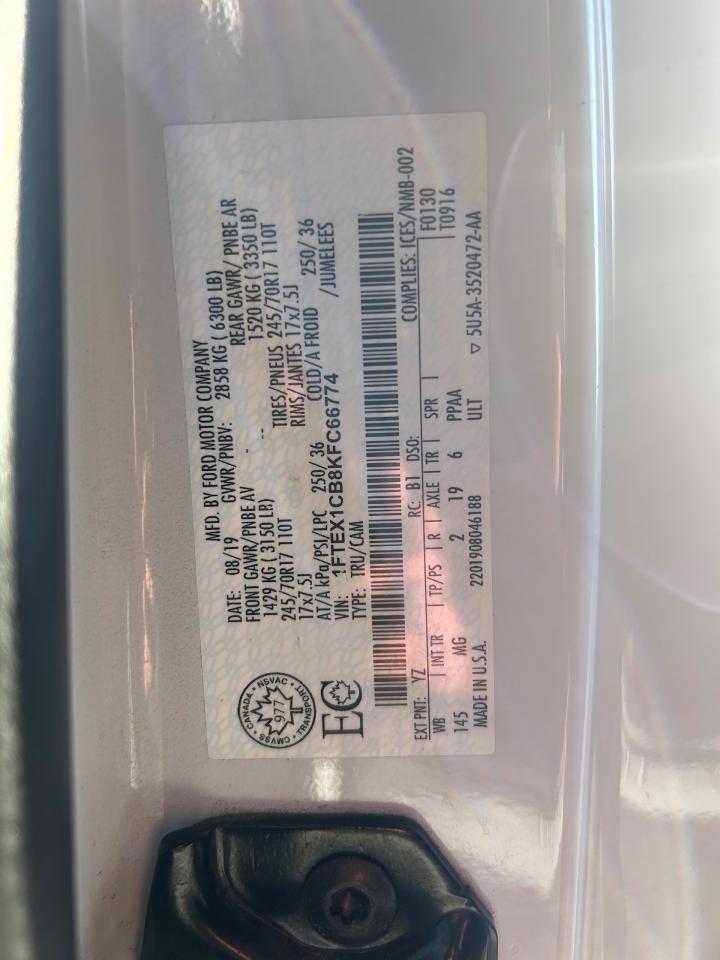 MFD. BY FORD MOTOR COMPANY
DATE: 08/19 GVWR/PNBV: 2858 KG ( 6300 LB)
FRONT GAWR/PNBE AV - REAR GAWR/ PNBE AR
1429 KG ( 3150 LB) -- 1520 KG ( 3350 LB)
245/70R17 110T TIRES/PNEUS 245/70R17 110T
17x7.5J RIMS/JANTES 17x7.5J
AT/A kPa/PSI/LPC 250/ 36 COLD/A FROID 250/ 36
VIN: 1FTEX1CB8KFC66774 /JUMELEES
TYPE: TRU/CAM
COMPLIES: ICES/NMB-002
EXT PNT: YZ RC: B1 DSO: F0130
WB INT TR TP/PS R AXLE TR SPR T0916
145 MG 2 19 6 PPAA
MADE IN U.S.A. 2201908046188 ULT ▽ 5U5A-3520472-AA
CANADA • NSVAC • TRANSPORT • CMVSS •
977
EC